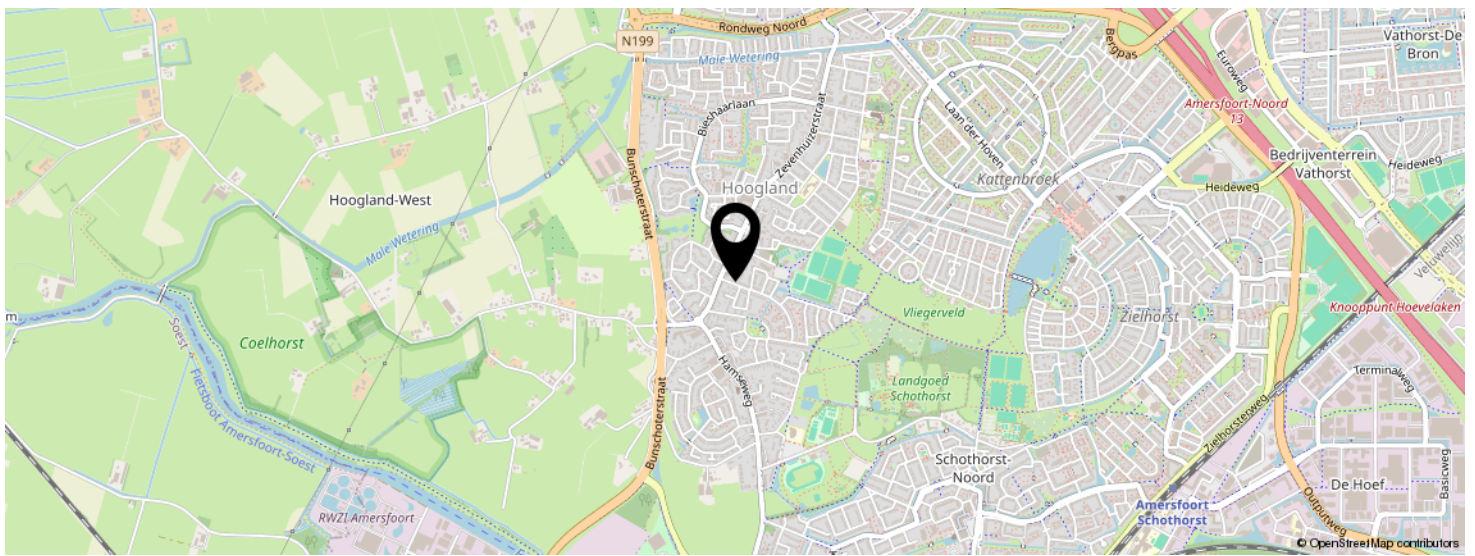 Rondweg Noord
N199
Male Wetering
Bergpas
Euroweg
Vathorst-De
Bron
Bieshaarlaan
Zevenhuizerstraat
Laan der Hoven
Amersfoort-Noord
13
Bedrijventerrein
Vathorst
Heideweg
Heideweg
Bunschoterstraat
Hoogland
Kattenbroek
Hoogland-West
Male Wetering
Veluwelijn
m.
Soest
Coelhorst
Vliegerveld
Zielhorst
Knooppunt Hoevelaken
Fietsboot Amersfoort-Soest
Hamseweg
Landgoed
Schothorst
Terminalweg
Bunschoterstraat
Zielhorsterweg
Schothorst-
Noord
De Hoef
Basicweg
RWZI Amersfoort
Amersfoort
Schothorst
Outputweg
© OpenStreetMap contributors